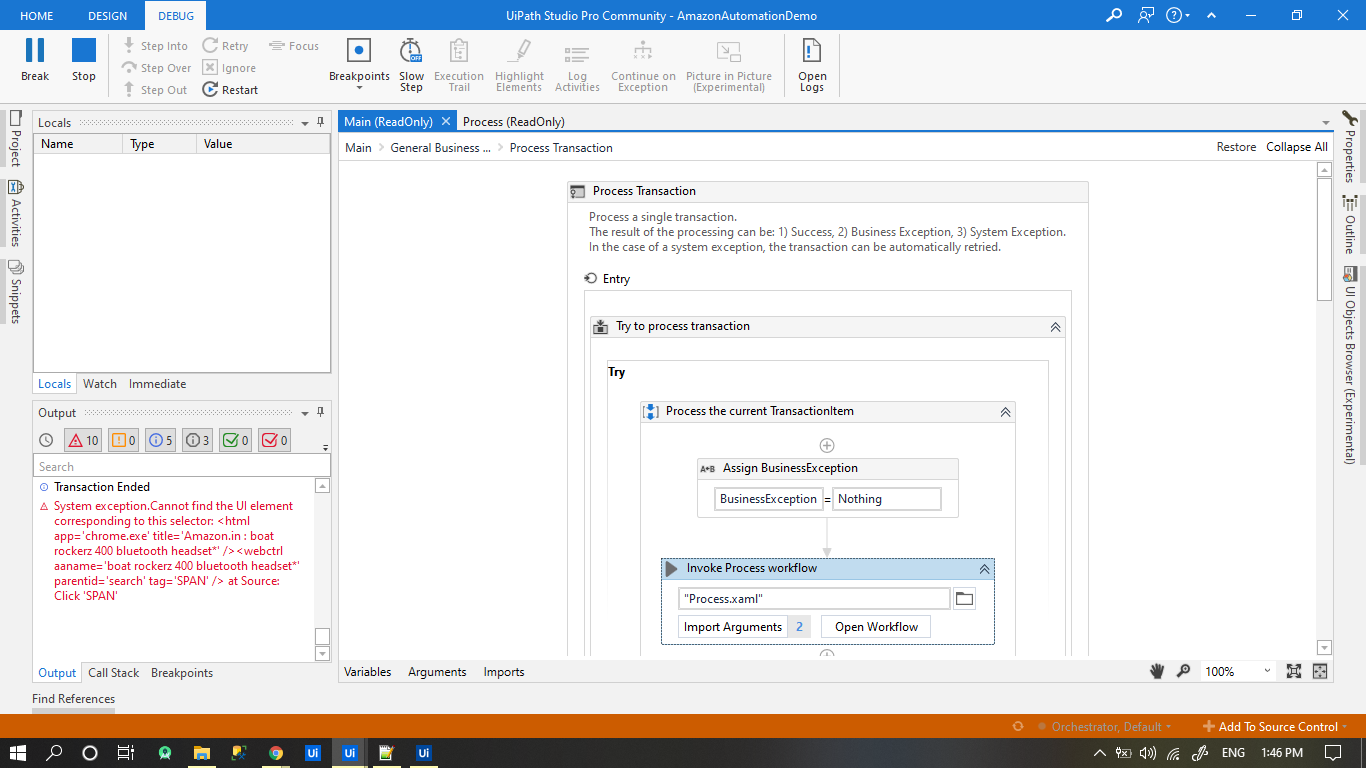 HOME DESIGN DEBUG UiPath Studio Pro Community - AmazonAutomationDemo
Break
Stop
Step Into
Step Over
Step Out
Retry
Ignore
Restart
Focus
Breakpoints
Slow
Step
OFF
Execution
Trail
Highlight
Elements
Log
Activities
Continue on
Exception
Picture in Picture
(Experimental)
Open
Logs
Project
Activities
Snippets
Locals
Name Type Value
Locals Watch Immediate
Output
10 0 5 3 0 0
Search
Transaction Ended
System exception.Cannot find the UI element
corresponding to this selector: <html
app='chrome.exe' title='Amazon.in : boat
rockerz 400 bluetooth headset*' /><webctrl
aaname='boat rockerz 400 bluetooth headset*'
parentid='search' tag='SPAN' /> at Source:
Click 'SPAN'
Output Call Stack Breakpoints
Find References
Main (ReadOnly) Process (ReadOnly)
Main > General Business ... > Process Transaction
Restore Collapse All
Process Transaction
Process a single transaction.
The result of the processing can be: 1) Success, 2) Business Exception, 3) System Exception.
In the case of a system exception, the transaction can be automatically retried.
Entry
Try to process transaction
Try
Process the current TransactionItem
A+B Assign BusinessException
BusinessException = Nothing
Invoke Process workflow
"Process.xaml"
Import Arguments 2 Open Workflow
Variables Arguments Imports
100%
Properties
Outline
UI Objects Browser (Experimental)
Orchestrator, Default
Add To Source Control
Ui Ui Ui
ENG 1:46 PM